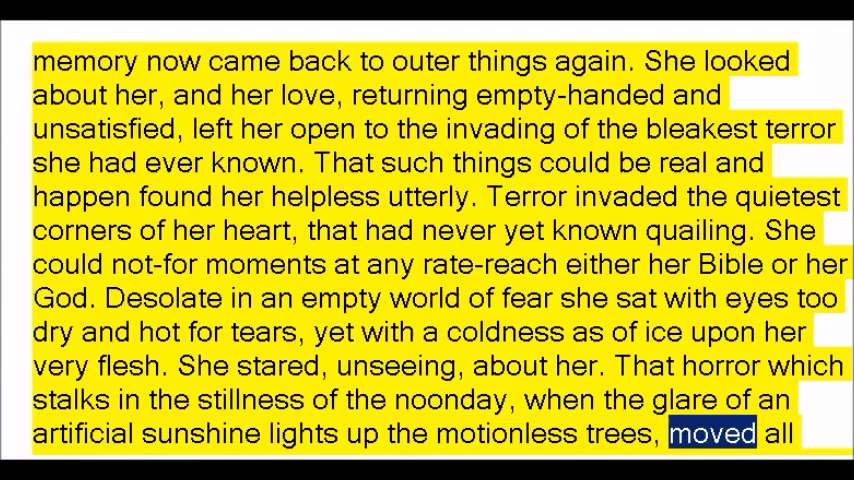 memory now came back to outer things again. She looked
about her, and her love, returning empty-handed and
unsatisfied, left her open to the invading of the bleakest terror
she had ever known. That such things could be real and
happen found her helpless utterly. Terror invaded the quietest
corners of her heart, that had never yet known quailing. She
could not-for moments at any rate-reach either her Bible or her
God. Desolate in an empty world of fear she sat with eyes too
dry and hot for tears, yet with a coldness as of ice upon her
very flesh. She stared, unseeing, about her. That horror which
stalks in the stillness of the noonday, when the glare of an
artificial sunshine lights up the motionless trees, moved all